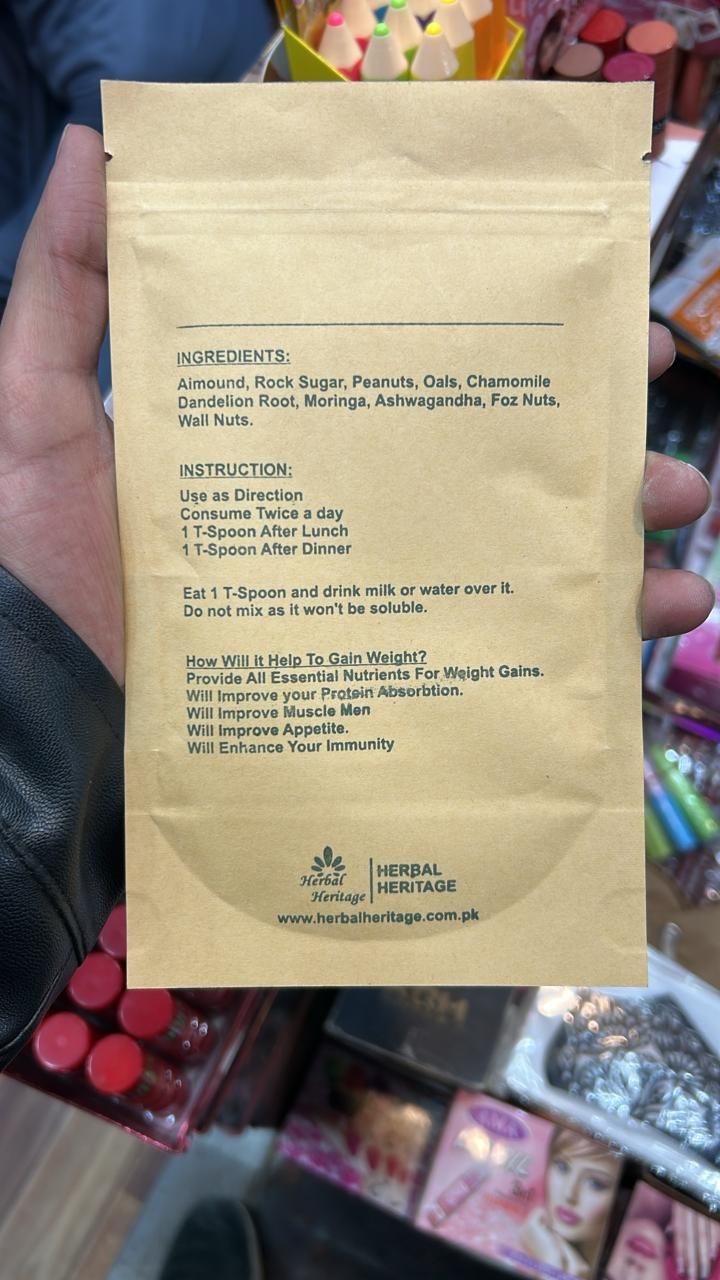 INGREDIENTS:
Aimound, Rock Sugar, Peanuts, Oals, Chamomile
Dandelion Root, Moringa, Ashwagandha, Foz Nuts,
Wall Nuts.
INSTRUCTION:
Use as Direction
Consume Twice a day
1 T-Spoon After Lunch
1 T-Spoon After Dinner
Eat 1 T-Spoon and drink milk or water over it.
Do not mix as it won't be soluble.
How Will it Help To Gain Weight?
Provide All Essential Nutrients For Weight Gains.
Will Improve your Protein Absorbtion.
Will Improve Muscle Men
Will Improve Appetite.
Will Enhance Your Immunity
Herbal
Heritage
HERBAL
HERITAGE
www.herbalheritage.com.pk